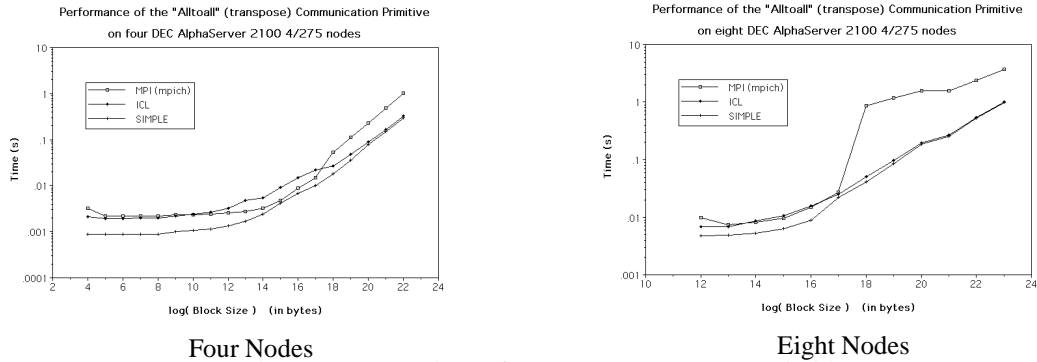 Performance of the "Alltoall" (transpose) Communication Primitive
on four DEC AlphaServer 2100 4/275 nodes
10
1
.1
.01
.001
.0001
Time (s)
MPI (mpich)
ICL
SIMPLE
2 4 6 8 10 12 14 16 18 20 22 24
log( Block Size ) (in bytes)
Four Nodes
Performance of the "Alltoall" (transpose) Communication Primitive
on eight DEC AlphaServer 2100 4/275 nodes
10
1
.1
.01
.001
Time (s)
MPI (mpich)
ICL
SIMPLE
10 12 14 16 18 20 22 24
log( Block Size ) (in bytes)
Eight Nodes